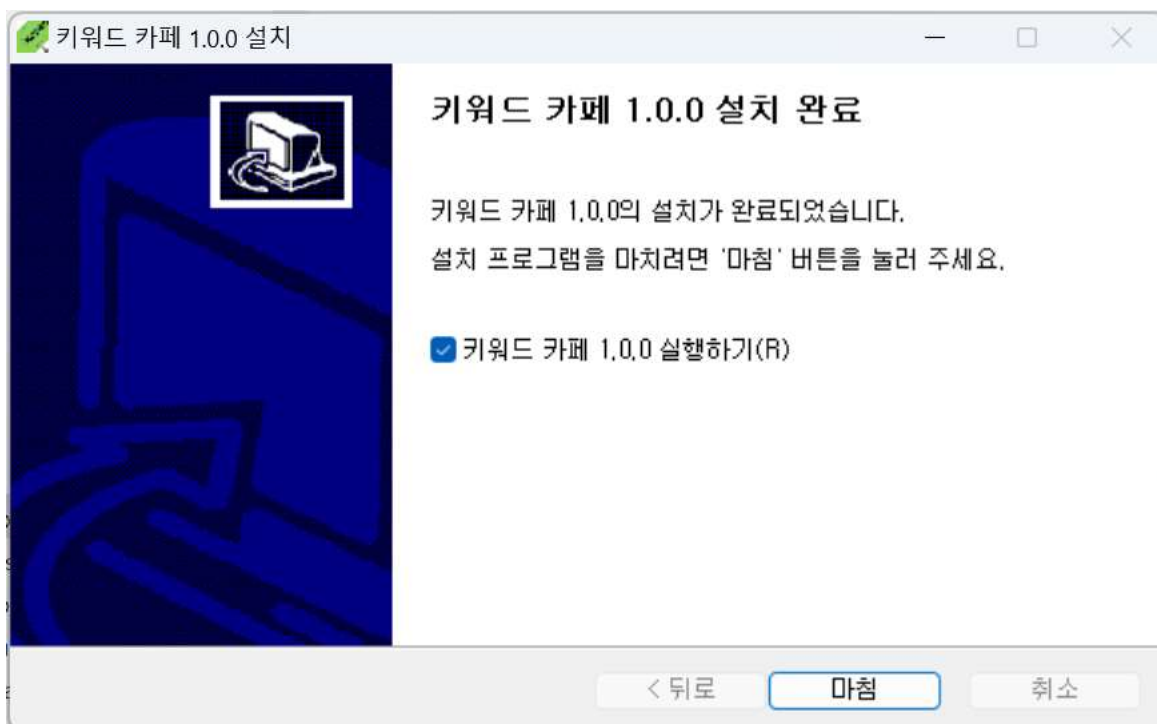 키워드 카페 1.0.0 설치
키워드 카페 1.0.0 설치 완료
키워드 카페 1.0.0의 설치가 완료되었습니다.
설치 프로그램을 마치려면 '마침' 버튼을 눌러 주세요.
키워드 카페 1.0.0 실행하기(R)
< 뒤로
마침
취소